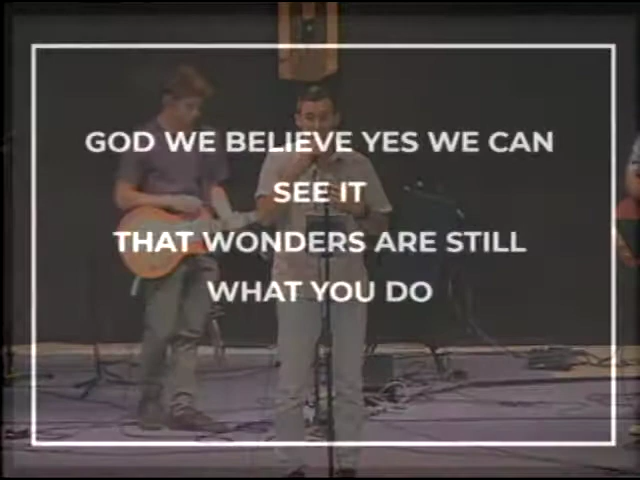 GOD WE BELIEVE YES WE CAN
SEE IT
THAT WONDERS ARE STILL
WHAT YOU DO